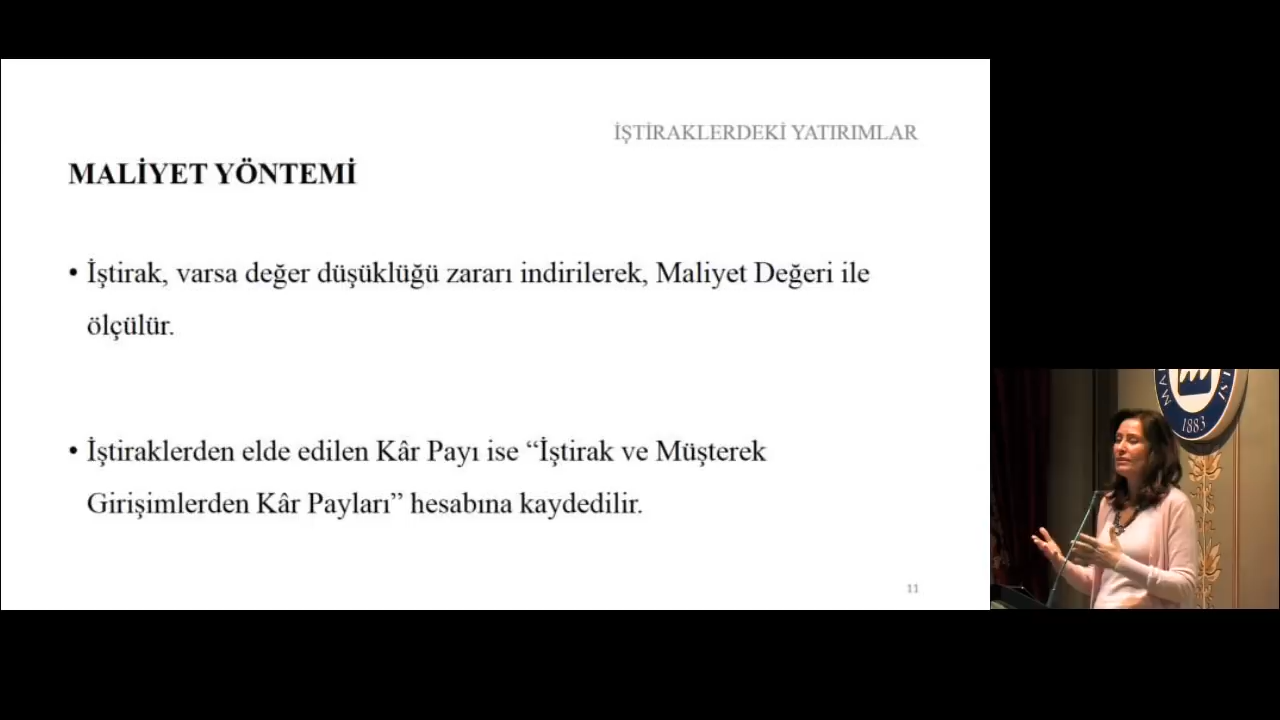 İŞTİRAKLERDEKİ YATIRIMLAR
MALİYET YÖNTEMİ
• İştirak, varsa değer düşüklüğü zararı indirilerek, Maliyet Değeri ile
ölçülür.
• İştiraklerden elde edilen Kâr Payı ise “İştirak ve Müşterek
Girişimlerden Kâr Payları” hesabına kaydedilir.
11
1883